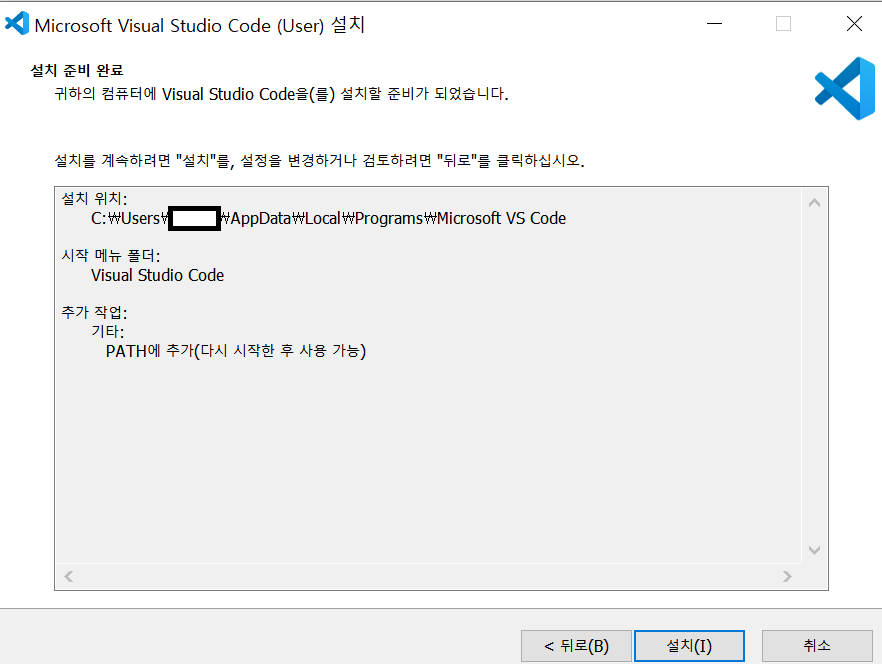 Microsoft Visual Studio Code (User) 설치
설치 준비 완료
귀하의 컴퓨터에 Visual Studio Code을(를) 설치할 준비가 되었습니다.
설치를 계속하려면 "설치"를, 설정을 변경하거나 검토하려면 "뒤로"를 클릭하십시오.
설치 위치:
C:₩Users₩ ₩AppData₩Local₩Programs₩Microsoft VS Code
시작 메뉴 폴더:
Visual Studio Code
추가 작업:
기타:
PATH에 추가(다시 시작한 후 사용 가능)
< 뒤로(B) 설치(I) 취소